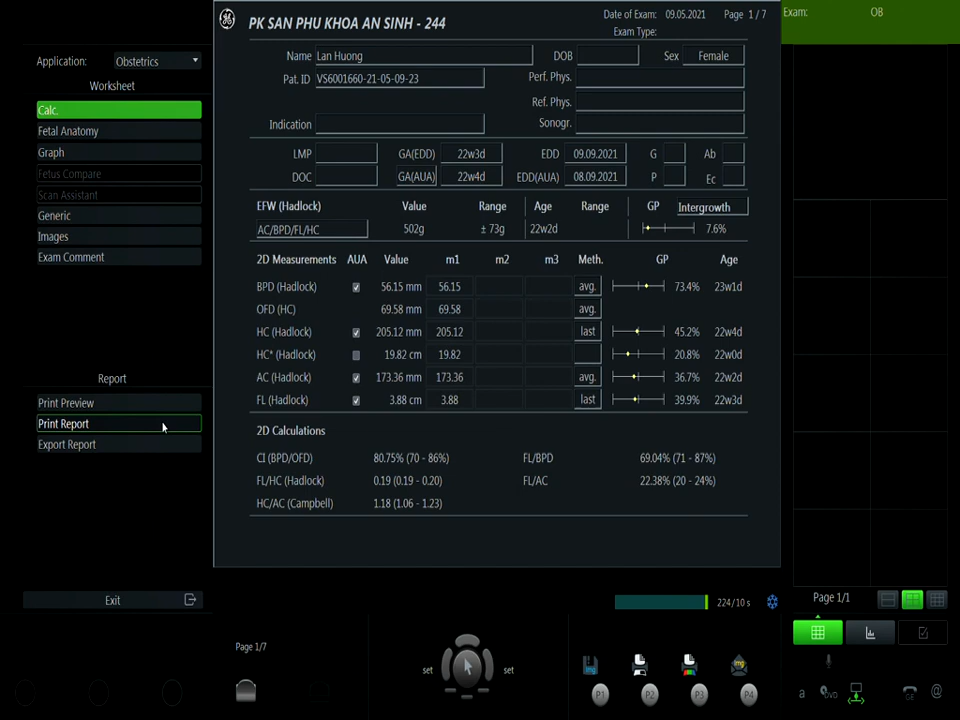 PK SAN PHU KHOA AN SINH - 244
Date of Exam: 09.05.2021 Page 1 / 7
Exam Type:
Exam: OB
Application: Obstetrics
Worksheet
Calc.
Fetal Anatomy
Graph
Fetus Compare
Scan Assistant
Generic
Images
Exam Comment
Report
Print Preview
Print Report
Export Report
Exit
Name Lan Huong DOB Sex Female
Pat. ID VS6001660-21-05-09-23 Perf. Phys.
Ref. Phys.
Indication Sonogr.
LMP GA(EDD) 22w3d EDD 09.09.2021 G Ab
DOC GA(AUA) 22w4d EDD(AUA) 08.09.2021 P Ec
EFW (Hadlock) Value Range Age Range GP Intergrowth
AC/BPD/FL/HC 502g ± 73g 22w2d 7.6%
2D Measurements AUA Value m1 m2 m3 Meth. GP Age
BPD (Hadlock) 56.15 mm 56.15 avg. 73.4% 23w1d
OFD (HC) 69.58 mm 69.58 avg.
HC (Hadlock) 205.12 mm 205.12 last 45.2% 22w4d
HC* (Hadlock) 19.82 cm 19.82 20.8% 22w0d
AC (Hadlock) 173.36 mm 173.36 avg. 36.7% 22w2d
FL (Hadlock) 3.88 cm 3.88 last 39.9% 22w3d
2D Calculations
CI (BPD/OFD) 80.75% (70 - 86%) FL/BPD 69.04% (71 - 87%)
FL/HC (Hadlock) 0.19 (0.19 - 0.20) FL/AC 22.38% (20 - 24%)
HC/AC (Campbell) 1.18 (1.06 - 1.23)
224/10 s
Page 1/1
Page 1/7
set set
img img
P1 P2 P3 P4
a DVD @